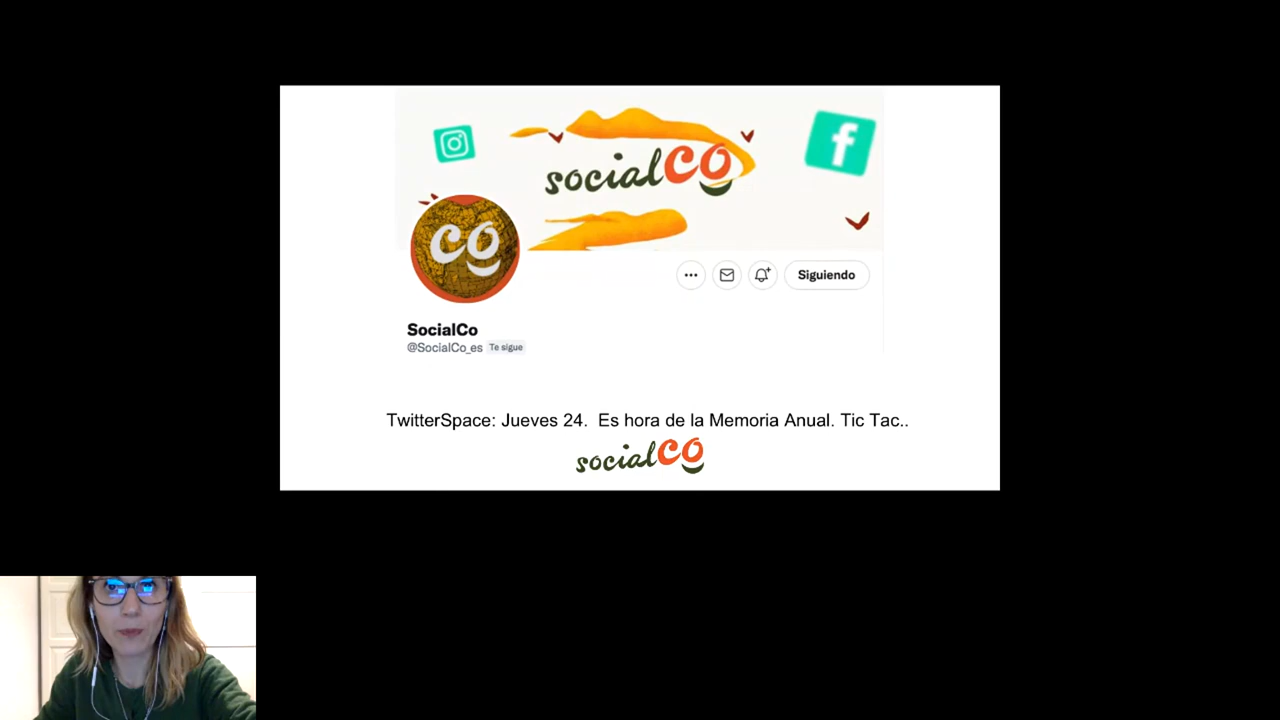 socialco
co
Siguiendo
SocialCo
@SocialCo_es Te sigue
TwitterSpace: Jueves 24. Es hora de la Memoria Anual. Tic Tac..
socialco